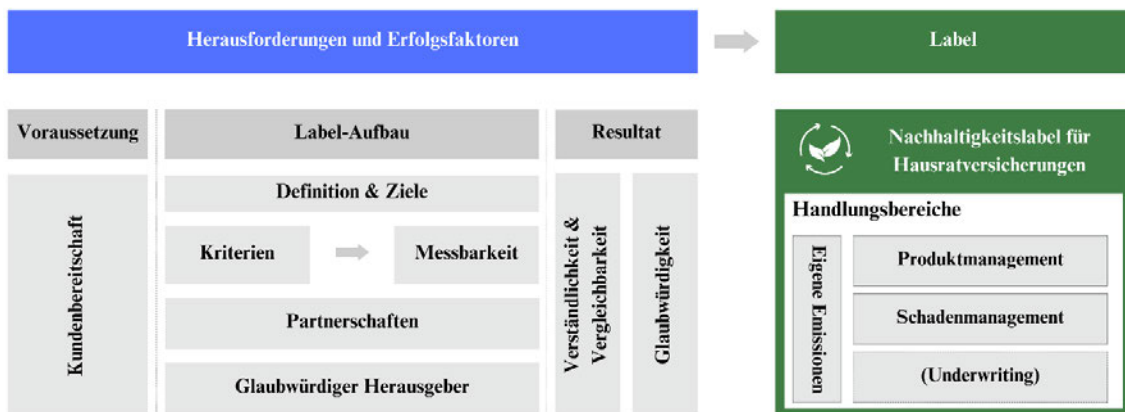 Herausforderungen und Erfolgsfaktoren
Label
Voraussetzung
Label-Aufbau
Resultat
Kundenbereitschaft
Definition & Ziele
Kriterien
Messbarkeit
Partnerschaften
Glaubwürdiger Herausgeber
Verständlichkeit &
Vergleichbarkeit
Glaubwürdigkeit
Nachhaltigkeitslabel für
Hausratversicherungen
Handlungsbereiche
Eigene Emissionen
Produktmanagement
Schadenmanagement
(Underwriting)